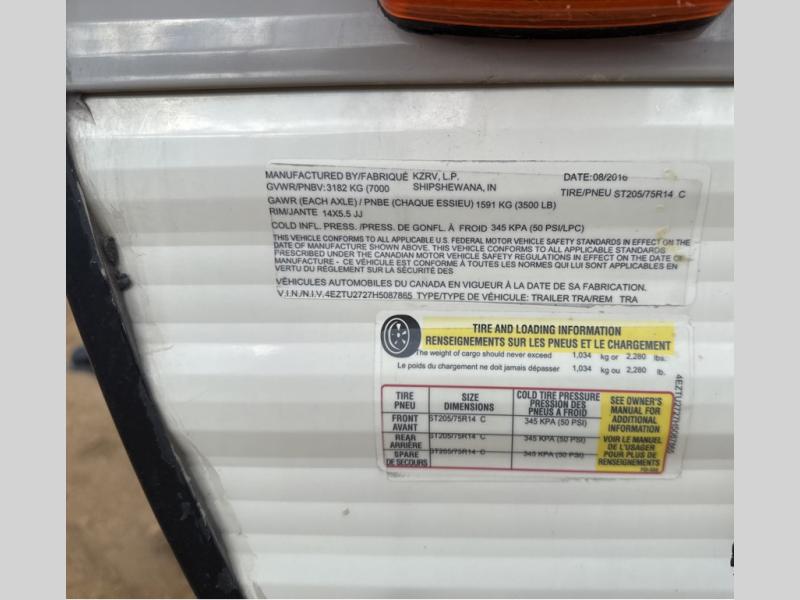 MANUFACTURED BY/FABRIQUÉ KZRV, L.P. DATE: 08/2016
GVWR/PNBV: 3182 KG (7000 SHIPSHEWANA, IN TIRE/PNEU ST205/75R14 C
GAWR (EACH AXLE) / PNBE (CHAQUE ESSIEU) 1591 KG (3500 LB)
RIM/JANTE 14X5.5 JJ
COLD INFL. PRESS. /PRESS. DE GONFL. À FROID 345 KPA (50 PSI/LPC)
THIS VEHICLE CONFORMS TO ALL APPLICABLE U.S. FEDERAL MOTOR VEHICLE SAFETY STANDARDS IN EFFECT ON THE
DATE OF MANUFACTURE SHOWN ABOVE. THIS VEHICLE CONFORMS TO ALL APPLICABLE STANDARDS
PRESCRIBED UNDER THE CANADIAN MOTOR VEHICLE SAFETY REGULATIONS IN EFFECT ON THE DATE OF
MANUFACTURE - CE VÉHICULE EST CONFORME À TOUTES LES NORMES QUI LUI SONT APPLICABLES EN
VERTU DU RÈGLEMENT SUR LA SÉCURITÉ DES
VÉHICULES AUTOMOBILES DU CANADA EN VIGUEUR À LA DATE DE SA FABRICATION.
V.I.N./N.I.V. 4EZTU2727H5087865 TYPE/TYPE DE VÉHICULE: TRAILER TRA/REM TRA
TIRE AND LOADING INFORMATION
RENSEIGNEMENTS SUR LES PNEUS ET LE CHARGEMENT
The weight of cargo should never exceed 1,034 kg or 2,280 lbs.
Le poids du chargement ne doit jamais dépasser 1,034 kg ou 2,280 lb.
TIRE PNEU
SIZE DIMENSIONS
COLD TIRE PRESSURE
PRESSION DES
PNEUS A FROID
FRONT AVANT ST205/75R14 C 345 KPA (50 PSI)
REAR ARRIÈRE ST205/75R14 C 345 KPA (50 PSI)
SPARE DE SECOURS ST205/75R14 C 345 KPA (50 PSI)
SEE OWNER'S
MANUAL FOR
ADDITIONAL
INFORMATION
VOIR LE MANUEL
DE L'USAGER
POUR PLUS DE
RENSEIGNEMENTS
4EZTU2727H5087865